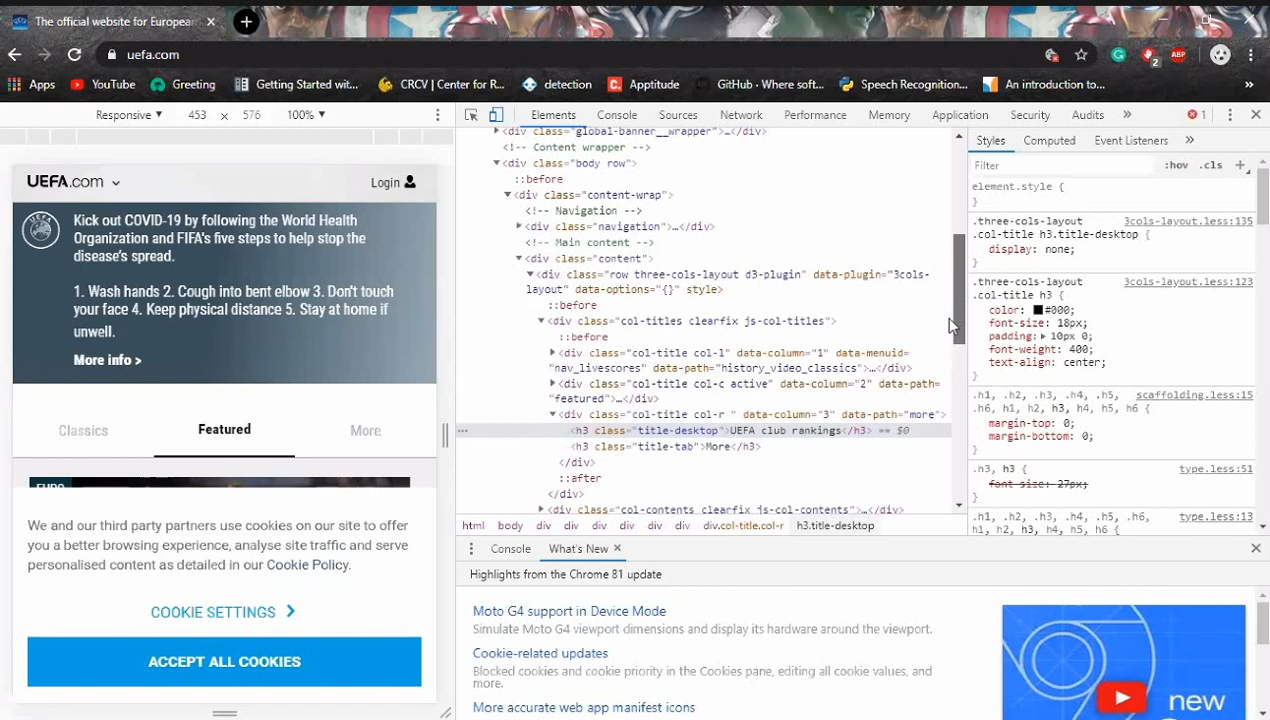 The official website for European
uefa.com
2
Apps YouTube Greeting Getting Started wit... CRCV | Center for R... detection Apptitude GitHub · Where soft... Speech Recognition... An introduction to... »
Responsive ▼ 453 x 576 100% ▼
Elements Console Sources Network Performance Memory Application Security Audits » 1
UEFA.com Login
UEFA
Kick out COVID-19 by following the World Health
Organization and FIFA's five steps to help stop the
disease's spread.
1. Wash hands 2. Cough into bent elbow 3. Don't touch
your face 4. Keep physical distance 5. Stay at home if
unwell.
More info >
Classics Featured More
EURO
We and our third party partners use cookies on our site to offer
you a better browsing experience, analyse site traffic and serve
personalised content as detailed in our Cookie Policy.
COOKIE SETTINGS
ACCEPT ALL COOKIES
<div class="global-banner__wrapper">…</div>
<!-- Content wrapper -->
<div class="body row">
::before
<div class="content-wrap">
<!-- Navigation -->
<div class="navigation">…</div>
<!-- Main content -->
<div class="content">
<div class="row three-cols-layout d3-plugin" data-plugin="3cols-
layout" data-options="{}" style>
::before
<div class="col-titles clearfix js-col-titles">
::before
<div class="col-title col-l" data-column="1" data-menuid=
"nav_livescores" data-path="history_video_classics">…</div>
<div class="col-title col-c active" data-column="2" data-path=
"featured">…</div>
<div class="col-title col-r " data-column="3" data-path="more">
… <h3 class="title-desktop">UEFA club rankings</h3> == $0
<h3 class="title-tab">More</h3>
</div>
::after
</div>
<div class="col-contents clearfix js-col-contents">…</div>
html body div div div div div div.col-title.col-r h3.title-desktop
Styles Computed Event Listeners »
Filter :hov .cls +
element.style {
}
.three-cols-layout 3cols-layout.less:135
.col-title h3.title-desktop {
display: none;
}
.three-cols-layout 3cols-layout.less:123
.col-title h3 {
color: #000;
font-size: 18px;
padding: 10px 0;
font-weight: 400;
text-align: center;
}
.h1, .h2, .h3, .h4, .h5, scaffolding.less:15
.h6, h1, h2, h3, h4, h5, h6 {
margin-top: 0;
margin-bottom: 0;
}
.h3, h3 { type.less:51
font-size: 27px;
}
.h1, .h2, .h3, .h4, .h5, .h6, type.less:13
h1, h2, h3, h4, h5, h6 {
Console What's New ×
Highlights from the Chrome 81 update
Moto G4 support in Device Mode
Simulate Moto G4 viewport dimensions and display its hardware around the viewport.
Cookie-related updates
Blocked cookies and cookie priority in the Cookies pane, editing all cookie values, and
more.
More accurate web app manifest icons
new